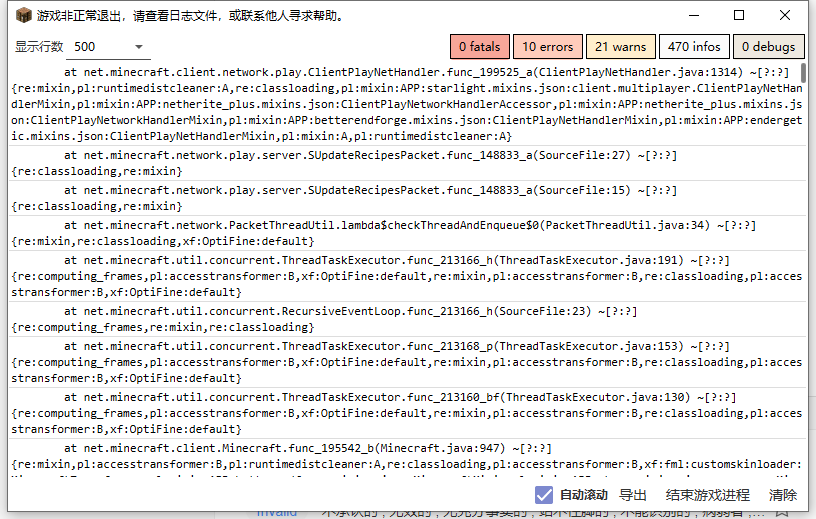 游戏非正常退出，请查看日志文件，或联系他人寻求帮助。
显示行数 500 0 fatals 10 errors 21 warns 470 infos 0 debugs
at net.minecraft.client.network.play.ClientPlayNetHandler.func_199525_a(ClientPlayNetHandler.java:1314) ~[?:?]
{re:mixin,pl:runtimedistcleaner:A,re:classloading,pl:mixin:APP:starlight.mixins.json:client.multiplayer.ClientPlayNetHan
dlerMixin,pl:mixin:APP:netherite_plus.mixins.json:ClientPlayNetworkHandlerAccessor,pl:mixin:APP:netherite_plus.mixins.js
on:ClientPlayNetworkHandlerMixin,pl:mixin:APP:betterendforge.mixins.json:ClientPlayNetHandlerMixin,pl:mixin:APP:energet
ic.mixins.json:ClientPlayNetHandlerMixin,pl:mixin:A,pl:runtimedistcleaner:A}
at net.minecraft.network.play.server.SUpdateRecipesPacket.func_148833_a(SourceFile:27) ~[?:?]
{re:classloading,re:mixin}
at net.minecraft.network.play.server.SUpdateRecipesPacket.func_148833_a(SourceFile:15) ~[?:?]
{re:classloading,re:mixin}
at net.minecraft.network.PacketThreadUtil.lambda$checkThreadAndEnqueue$0(PacketThreadUtil.java:34) ~[?:?]
{re:mixin,re:classloading,xf:OptiFine:default}
at net.minecraft.util.concurrent.ThreadTaskExecutor.func_213166_h(ThreadTaskExecutor.java:191) ~[?:?]
{re:computing_frames,pl:accesstransformer:B,xf:OptiFine:default,re:mixin,pl:accesstransformer:B,re:classloading,pl:acces
stransformer:B,xf:OptiFine:default}
at net.minecraft.util.concurrent.RecursiveEventLoop.func_213166_h(SourceFile:23) ~[?:?]
{re:computing_frames,re:mixin,re:classloading}
at net.minecraft.util.concurrent.ThreadTaskExecutor.func_213168_p(ThreadTaskExecutor.java:153) ~[?:?]
{re:computing_frames,pl:accesstransformer:B,xf:OptiFine:default,re:mixin,pl:accesstransformer:B,re:classloading,pl:acces
stransformer:B,xf:OptiFine:default}
at net.minecraft.util.concurrent.ThreadTaskExecutor.func_213160_bf(ThreadTaskExecutor.java:130) ~[?:?]
{re:computing_frames,pl:accesstransformer:B,xf:OptiFine:default,re:mixin,pl:accesstransformer:B,re:classloading,pl:acces
stransformer:B,xf:OptiFine:default}
at net.minecraft.client.Minecraft.func_195542_b(Minecraft.java:947) ~[?:?]
{re:mixin,pl:accesstransformer:B,pl:runtimedistcleaner:A,re:classloading,pl:accesstransformer:B,xf:fml:customskinloader:
自动滚动 导出 结束游戏进程 清除